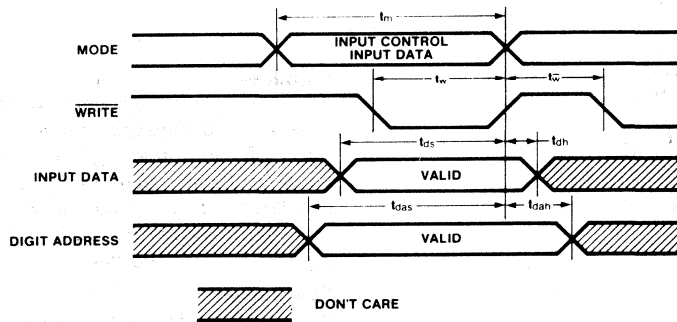 tm
MODE
INPUT CONTROL
INPUT DATA
tw
tw̅
W̅R̅I̅T̅E̅
tds
tdh
INPUT DATA
VALID
tdas
tdah
DIGIT ADDRESS
VALID
DON'T CARE